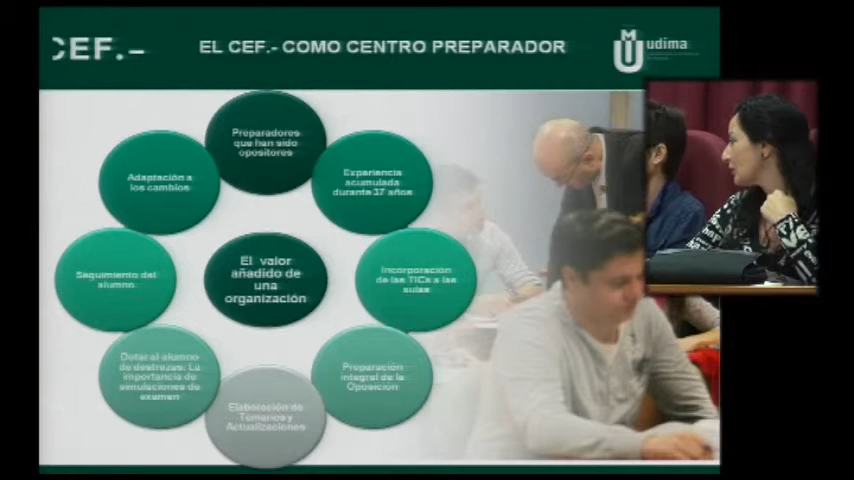 CEF.-
EL CEF.- COMO CENTRO PREPARADOR
udima
Preparadores
que han sido
opositores
Experiencia
acumulada
durante 37 años
Incorporación
de las TICs a las
aulas
Preparación
integral de la
Oposición
Elaboración de
Temarios y
Actualizaciones
Dotar al alumno
de destrezas: La
importancia de
simulaciones de
examen
Seguimiento del
alumno
Adaptación a
los cambios
El valor
añadido de
una
organización